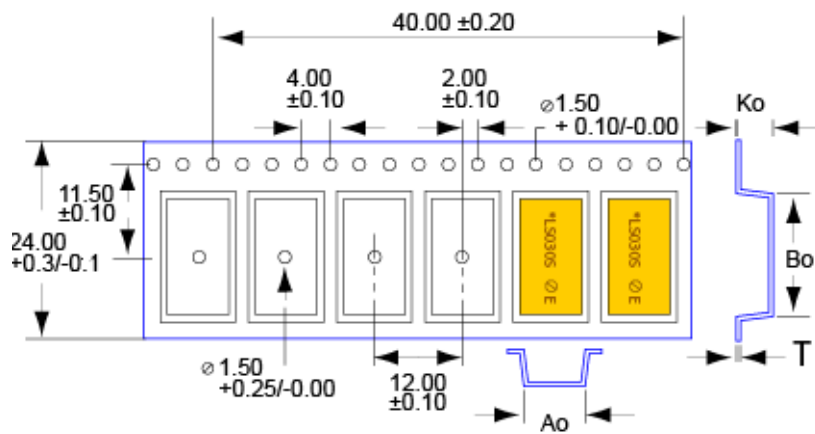 40.00 ±0.20
4.00
±0.10
2.00
±0.10
⌀1.50
+ 0.10/-0.00
Ko
11.50
±0.10
24.00
+0.3/-0.1
*LS030S ⌀ E
*LS030S ⌀ E
Bo
T
⌀ 1.50
+0.25/-0.00
12.00
±0.10
Ao